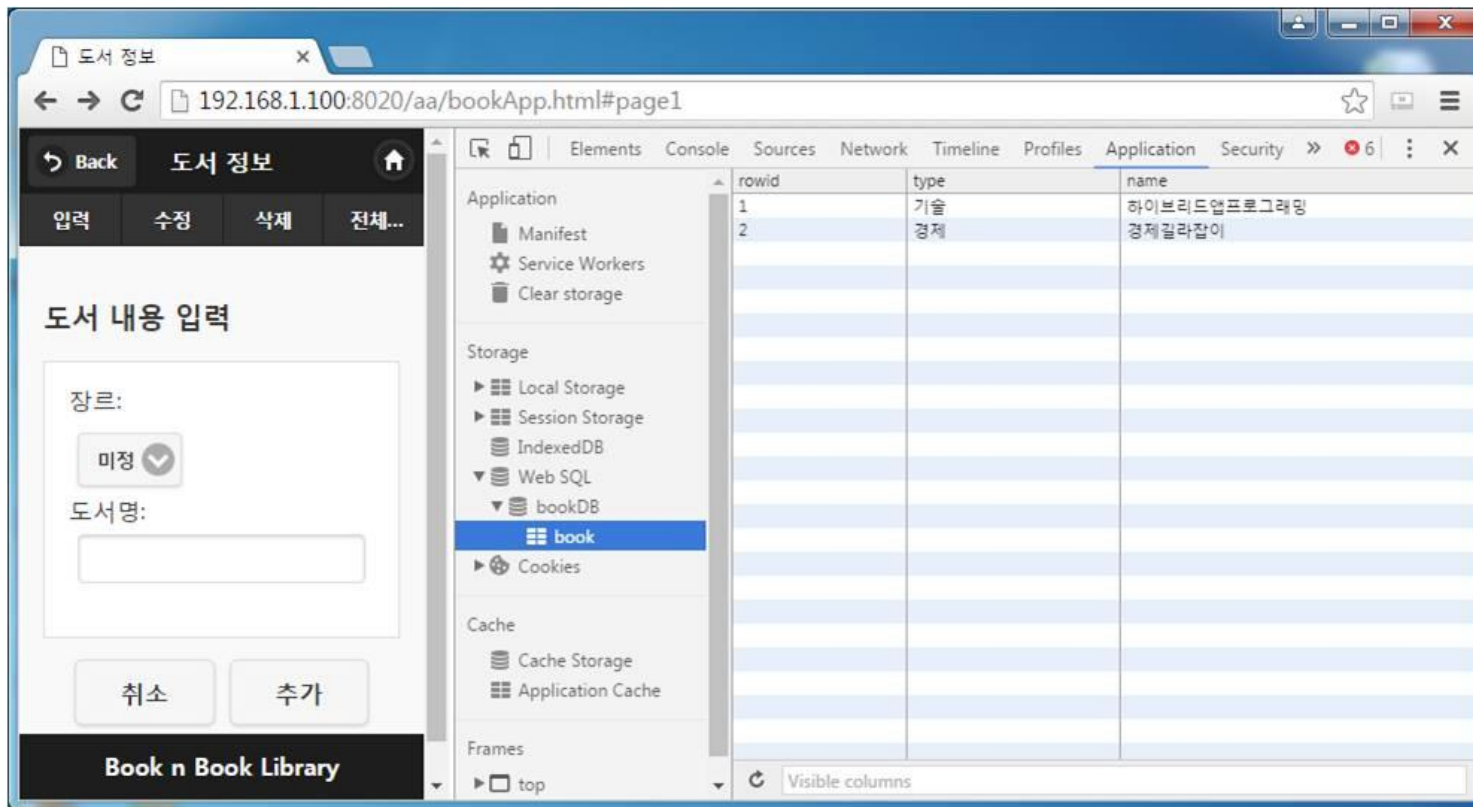 도서 정보
192.168.1.100:8020/aa/bookApp.html#page1
Back 도서 정보
입력 수정 삭제 전체...
도서 내용 입력
장르:
미정
도서명:
취소 추가
Book n Book Library
Elements Console Sources Network Timeline Profiles Application Security » 6
Application
Manifest
Service Workers
Clear storage
Storage
Local Storage
Session Storage
IndexedDB
Web SQL
bookDB
book
Cookies
Cache
Cache Storage
Application Cache
Frames
top
rowid type name
1 기술 하이브리드앱프로그래밍
2 경제 경제길라잡이
Visible columns